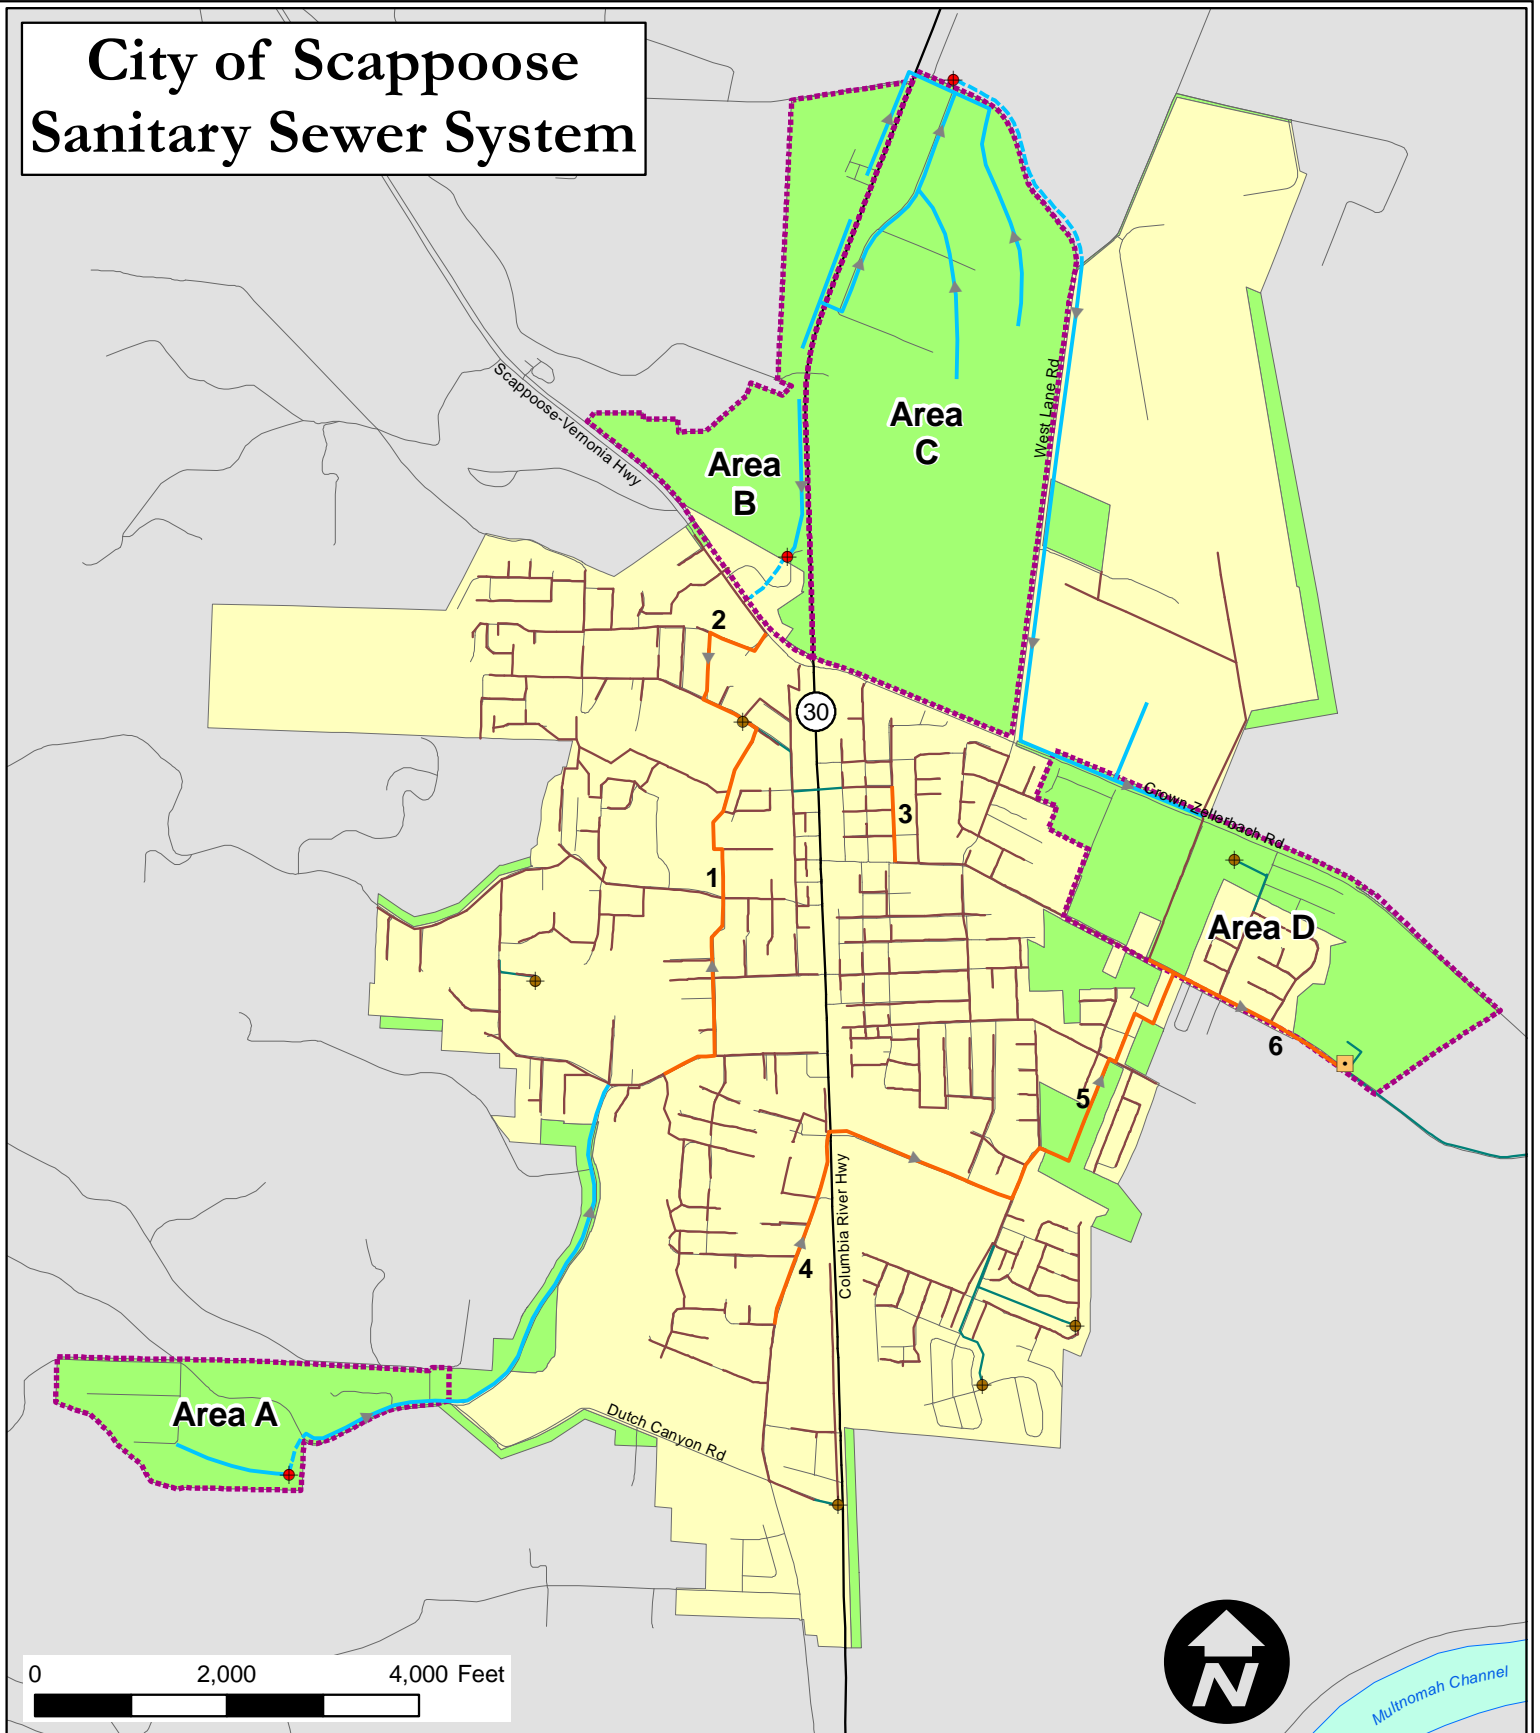 City of Scappoose
Sanitary Sewer System
Scappoose-Vernonia Hwy
Area
B
Area
C
West Lane Rd
2
30
3
Crown Zellerbach Rd
1
Area D
6
5
Columbia River Hwy
4
Area A
Dutch Canyon Rd
0 2,000 4,000 Feet
N
Multnomah Channel